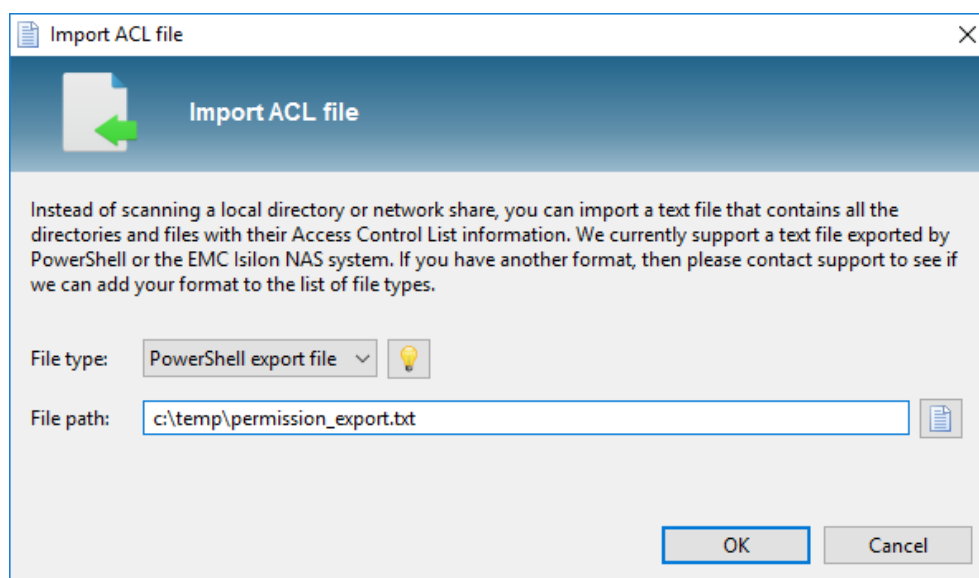 Import ACL file
Import ACL file
Instead of scanning a local directory or network share, you can import a text file that contains all the
directories and files with their Access Control List information. We currently support a text file exported by
PowerShell or the EMC Isilon NAS system. If you have another format, then please contact support to see if
we can add your format to the list of file types.
File type: PowerShell export file
File path: c:\temp\permission_export.txt
OK Cancel